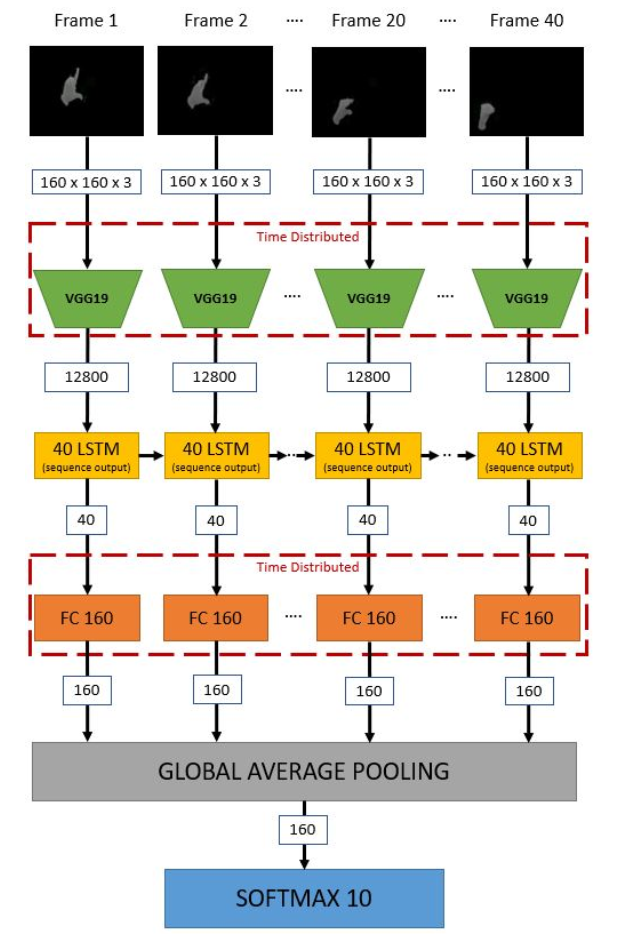 Frame 1 Frame 2 .... Frame 20 .... Frame 40
.... ....
160 x 160 x 3 160 x 160 x 3 160 x 160 x 3 160 x 160 x 3
Time Distributed
VGG19 VGG19 .... VGG19 .... VGG19
12800 12800 12800 12800
40 LSTM 40 LSTM 40 LSTM 40 LSTM
(sequence output) (sequence output) ... (sequence output) .. (sequence output)
40 40 40 40
Time Distributed
FC 160 FC 160 .... FC 160 .... FC 160
160 160 160 160
GLOBAL AVERAGE POOLING
160
SOFTMAX 10